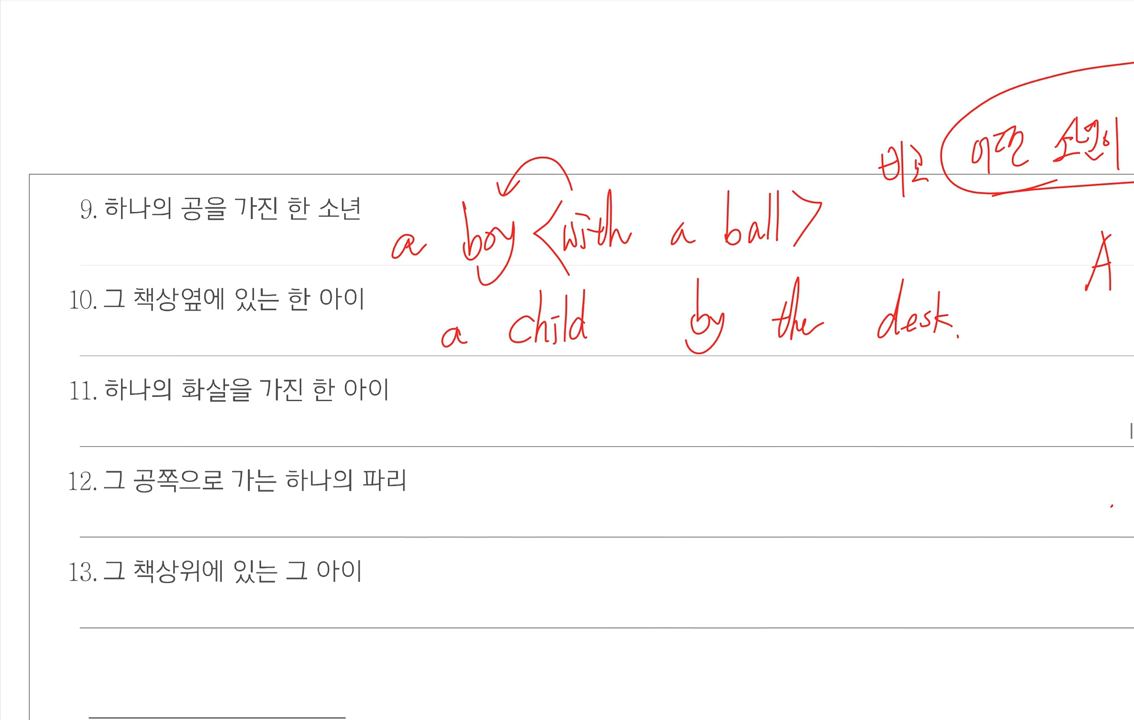 바로 어떤 소년이
9. 하나의 공을 가진 한 소년 a boy <with a ball>
A
10. 그 책상옆에 있는 한 아이 a child by the desk.
11. 하나의 화살을 가진 한 아이
12. 그 공쪽으로 가는 하나의 파리
13. 그 책상위에 있는 그 아이